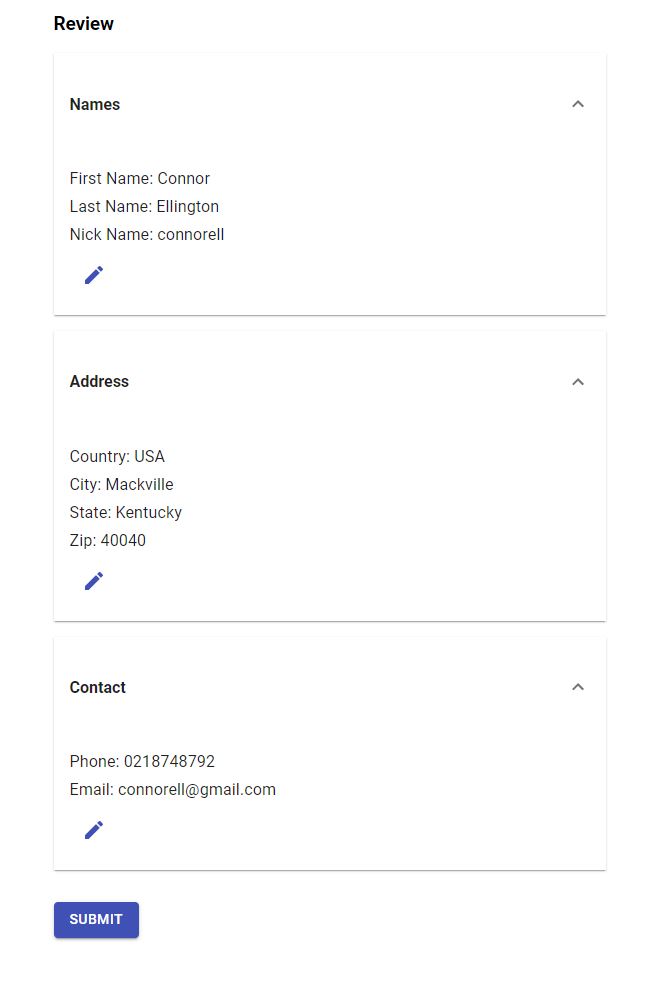 Review
Names
First Name: Connor
Last Name: Ellington
Nick Name: connorell
Address
Country: USA
City: Mackville
State: Kentucky
Zip: 40040
Contact
Phone: 0218748792
Email: connorell@gmail.com
SUBMIT